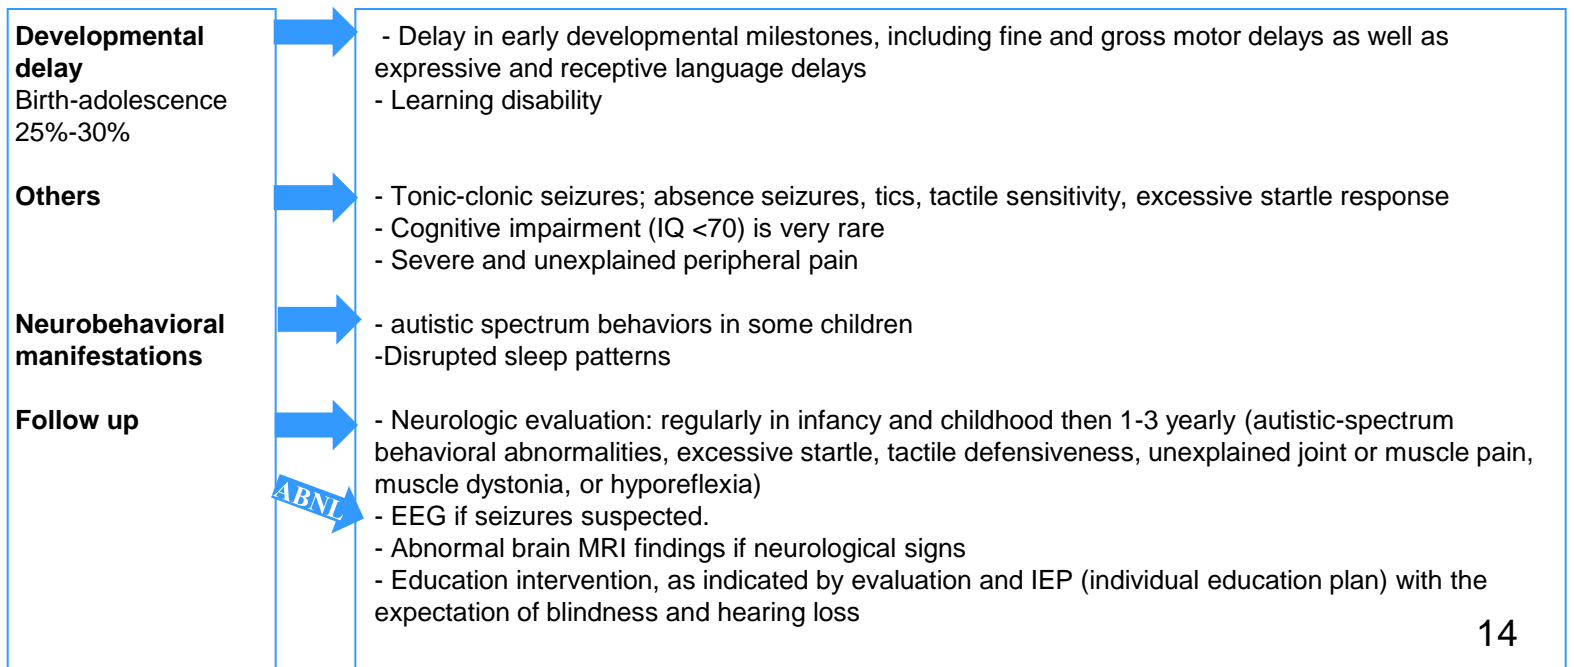 Developmental
delay
Birth-adolescence
25%-30%
- Delay in early developmental milestones, including fine and gross motor delays as well as
expressive and receptive language delays
- Learning disability
Others
- Tonic-clonic seizures; absence seizures, tics, tactile sensitivity, excessive startle response
- Cognitive impairment (IQ <70) is very rare
- Severe and unexplained peripheral pain
Neurobehavioral
manifestations
- autistic spectrum behaviors in some children
-Disrupted sleep patterns
Follow up
- Neurologic evaluation: regularly in infancy and childhood then 1-3 yearly (autistic-spectrum
behavioral abnormalities, excessive startle, tactile defensiveness, unexplained joint or muscle pain,
muscle dystonia, or hyporeflexia)
ABNL
- EEG if seizures suspected.
- Abnormal brain MRI findings if neurological signs
- Education intervention, as indicated by evaluation and IEP (individual education plan) with the
expectation of blindness and hearing loss
14